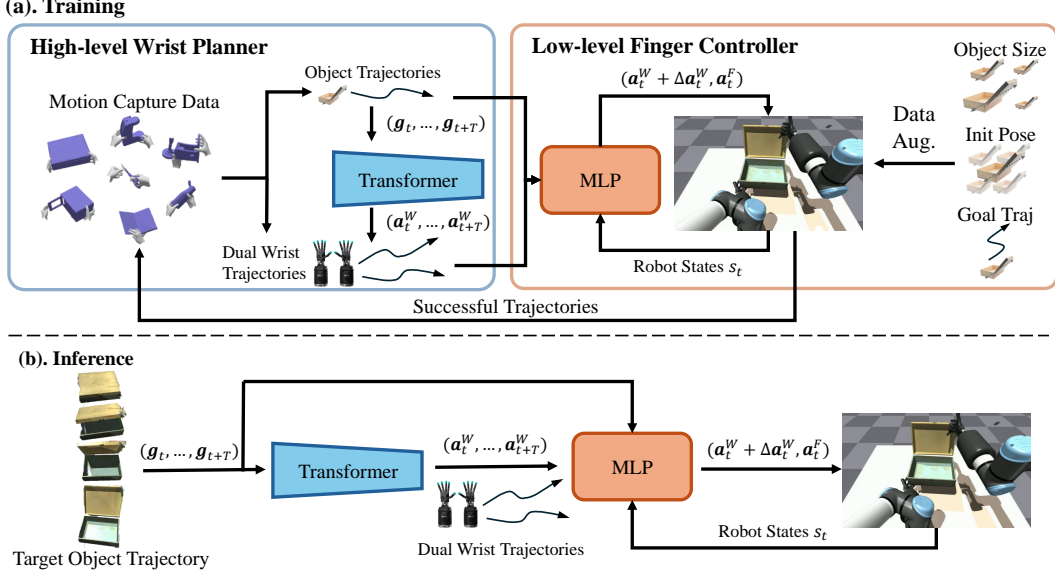 (a). Training
High-level Wrist Planner
Low-level Finger Controller
Object Trajectories
Motion Capture Data
(g_t, ..., g_{t+T})
Transformer
(a_t^W, ..., a_{t+T}^W)
Dual Wrist
Trajectories
(a_t^W + Δa_t^W, a_t^F)
MLP
Robot States s_t
Data
Aug.
Object Size
Init Pose
Goal Traj
Successful Trajectories
(b). Inference
(g_t, ..., g_{t+T})
Transformer
(a_t^W, ..., a_{t+T}^W)
Dual Wrist Trajectories
MLP
(a_t^W + Δa_t^W, a_t^F)
Robot States s_t
Target Object Trajectory